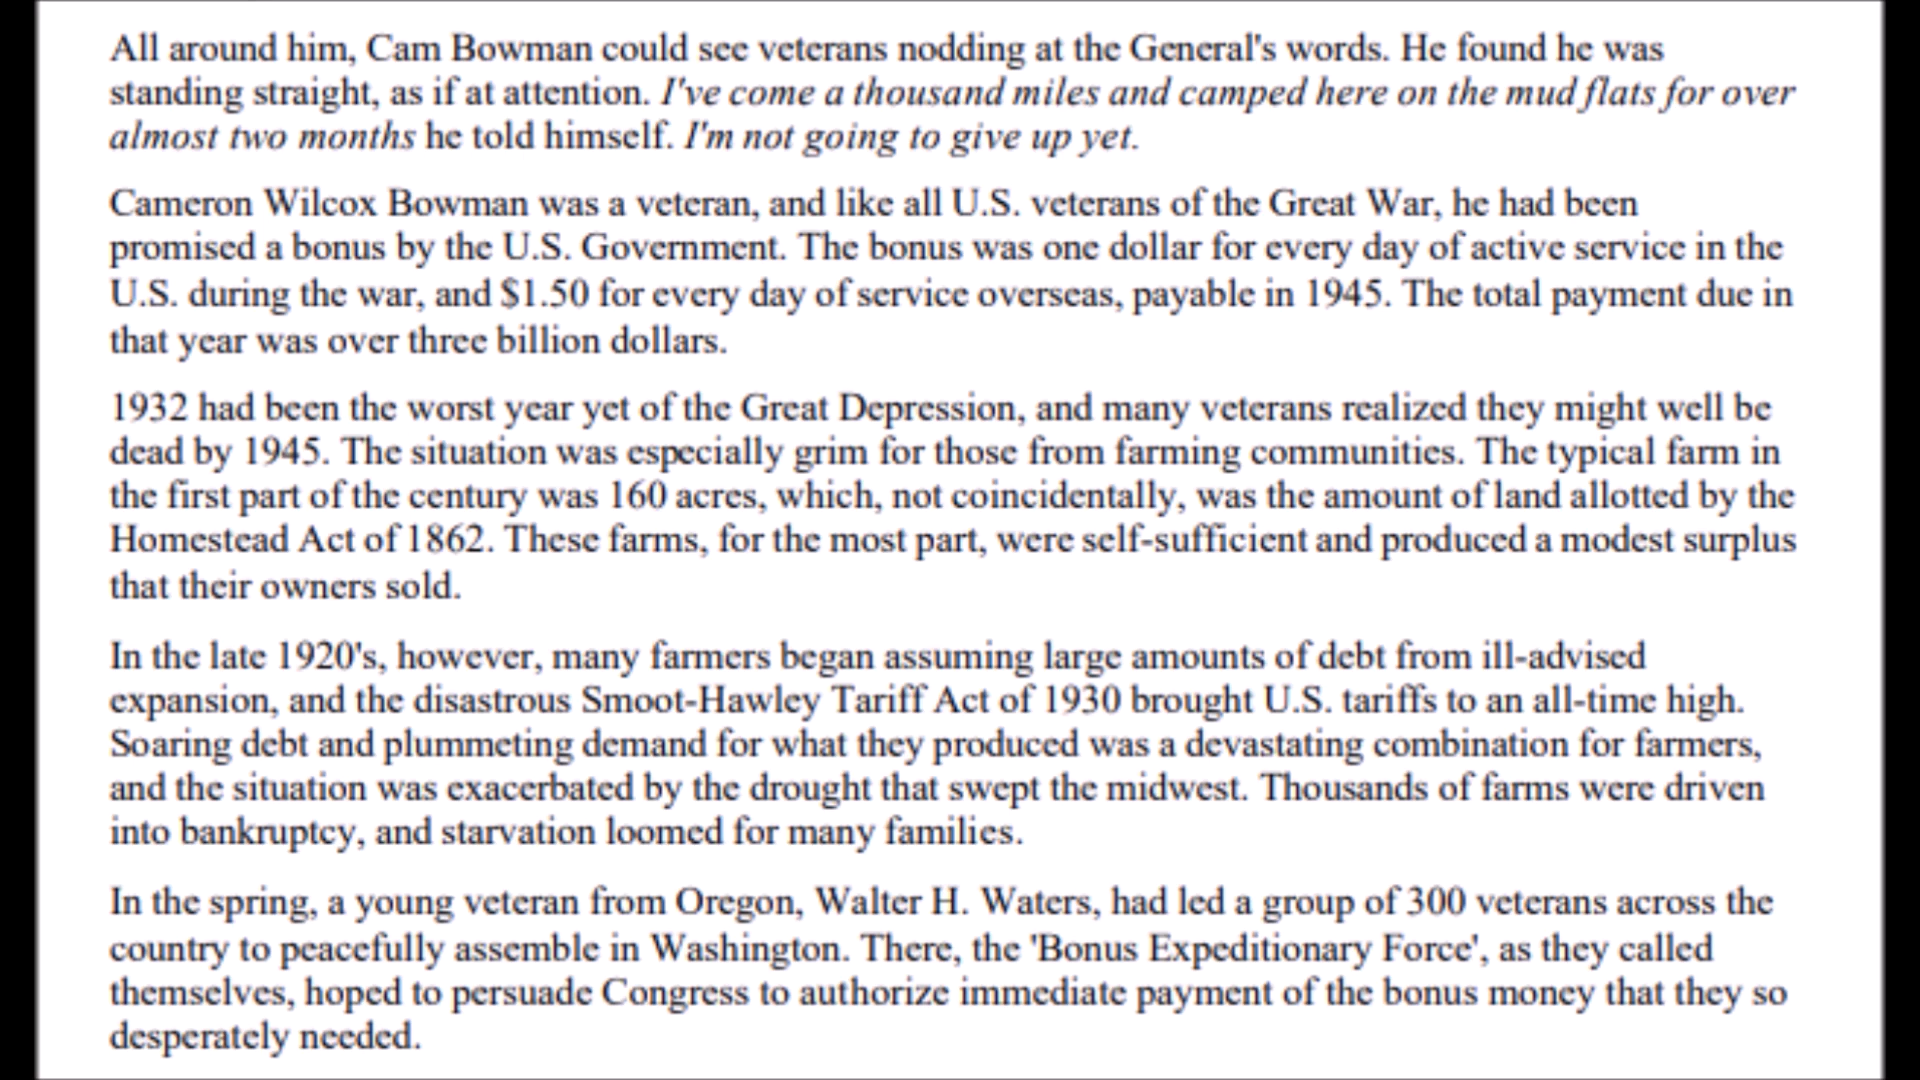 All around him, Cam Bowman could see veterans nodding at the General's words. He found he was
standing straight, as if at attention. I've come a thousand miles and camped here on the mud flats for over
almost two months he told himself. I'm not going to give up yet.
Cameron Wilcox Bowman was a veteran, and like all U.S. veterans of the Great War, he had been
promised a bonus by the U.S. Government. The bonus was one dollar for every day of active service in the
U.S. during the war, and $1.50 for every day of service overseas, payable in 1945. The total payment due in
that year was over three billion dollars.
1932 had been the worst year yet of the Great Depression, and many veterans realized they might well be
dead by 1945. The situation was especially grim for those from farming communities. The typical farm in
the first part of the century was 160 acres, which, not coincidentally, was the amount of land allotted by the
Homestead Act of 1862. These farms, for the most part, were self-sufficient and produced a modest surplus
that their owners sold.
In the late 1920's, however, many farmers began assuming large amounts of debt from ill-advised
expansion, and the disastrous Smoot-Hawley Tariff Act of 1930 brought U.S. tariffs to an all-time high.
Soaring debt and plummeting demand for what they produced was a devastating combination for farmers,
and the situation was exacerbated by the drought that swept the midwest. Thousands of farms were driven
into bankruptcy, and starvation loomed for many families.
In the spring, a young veteran from Oregon, Walter H. Waters, had led a group of 300 veterans across the
country to peacefully assemble in Washington. There, the 'Bonus Expeditionary Force', as they called
themselves, hoped to persuade Congress to authorize immediate payment of the bonus money that they so
desperately needed.